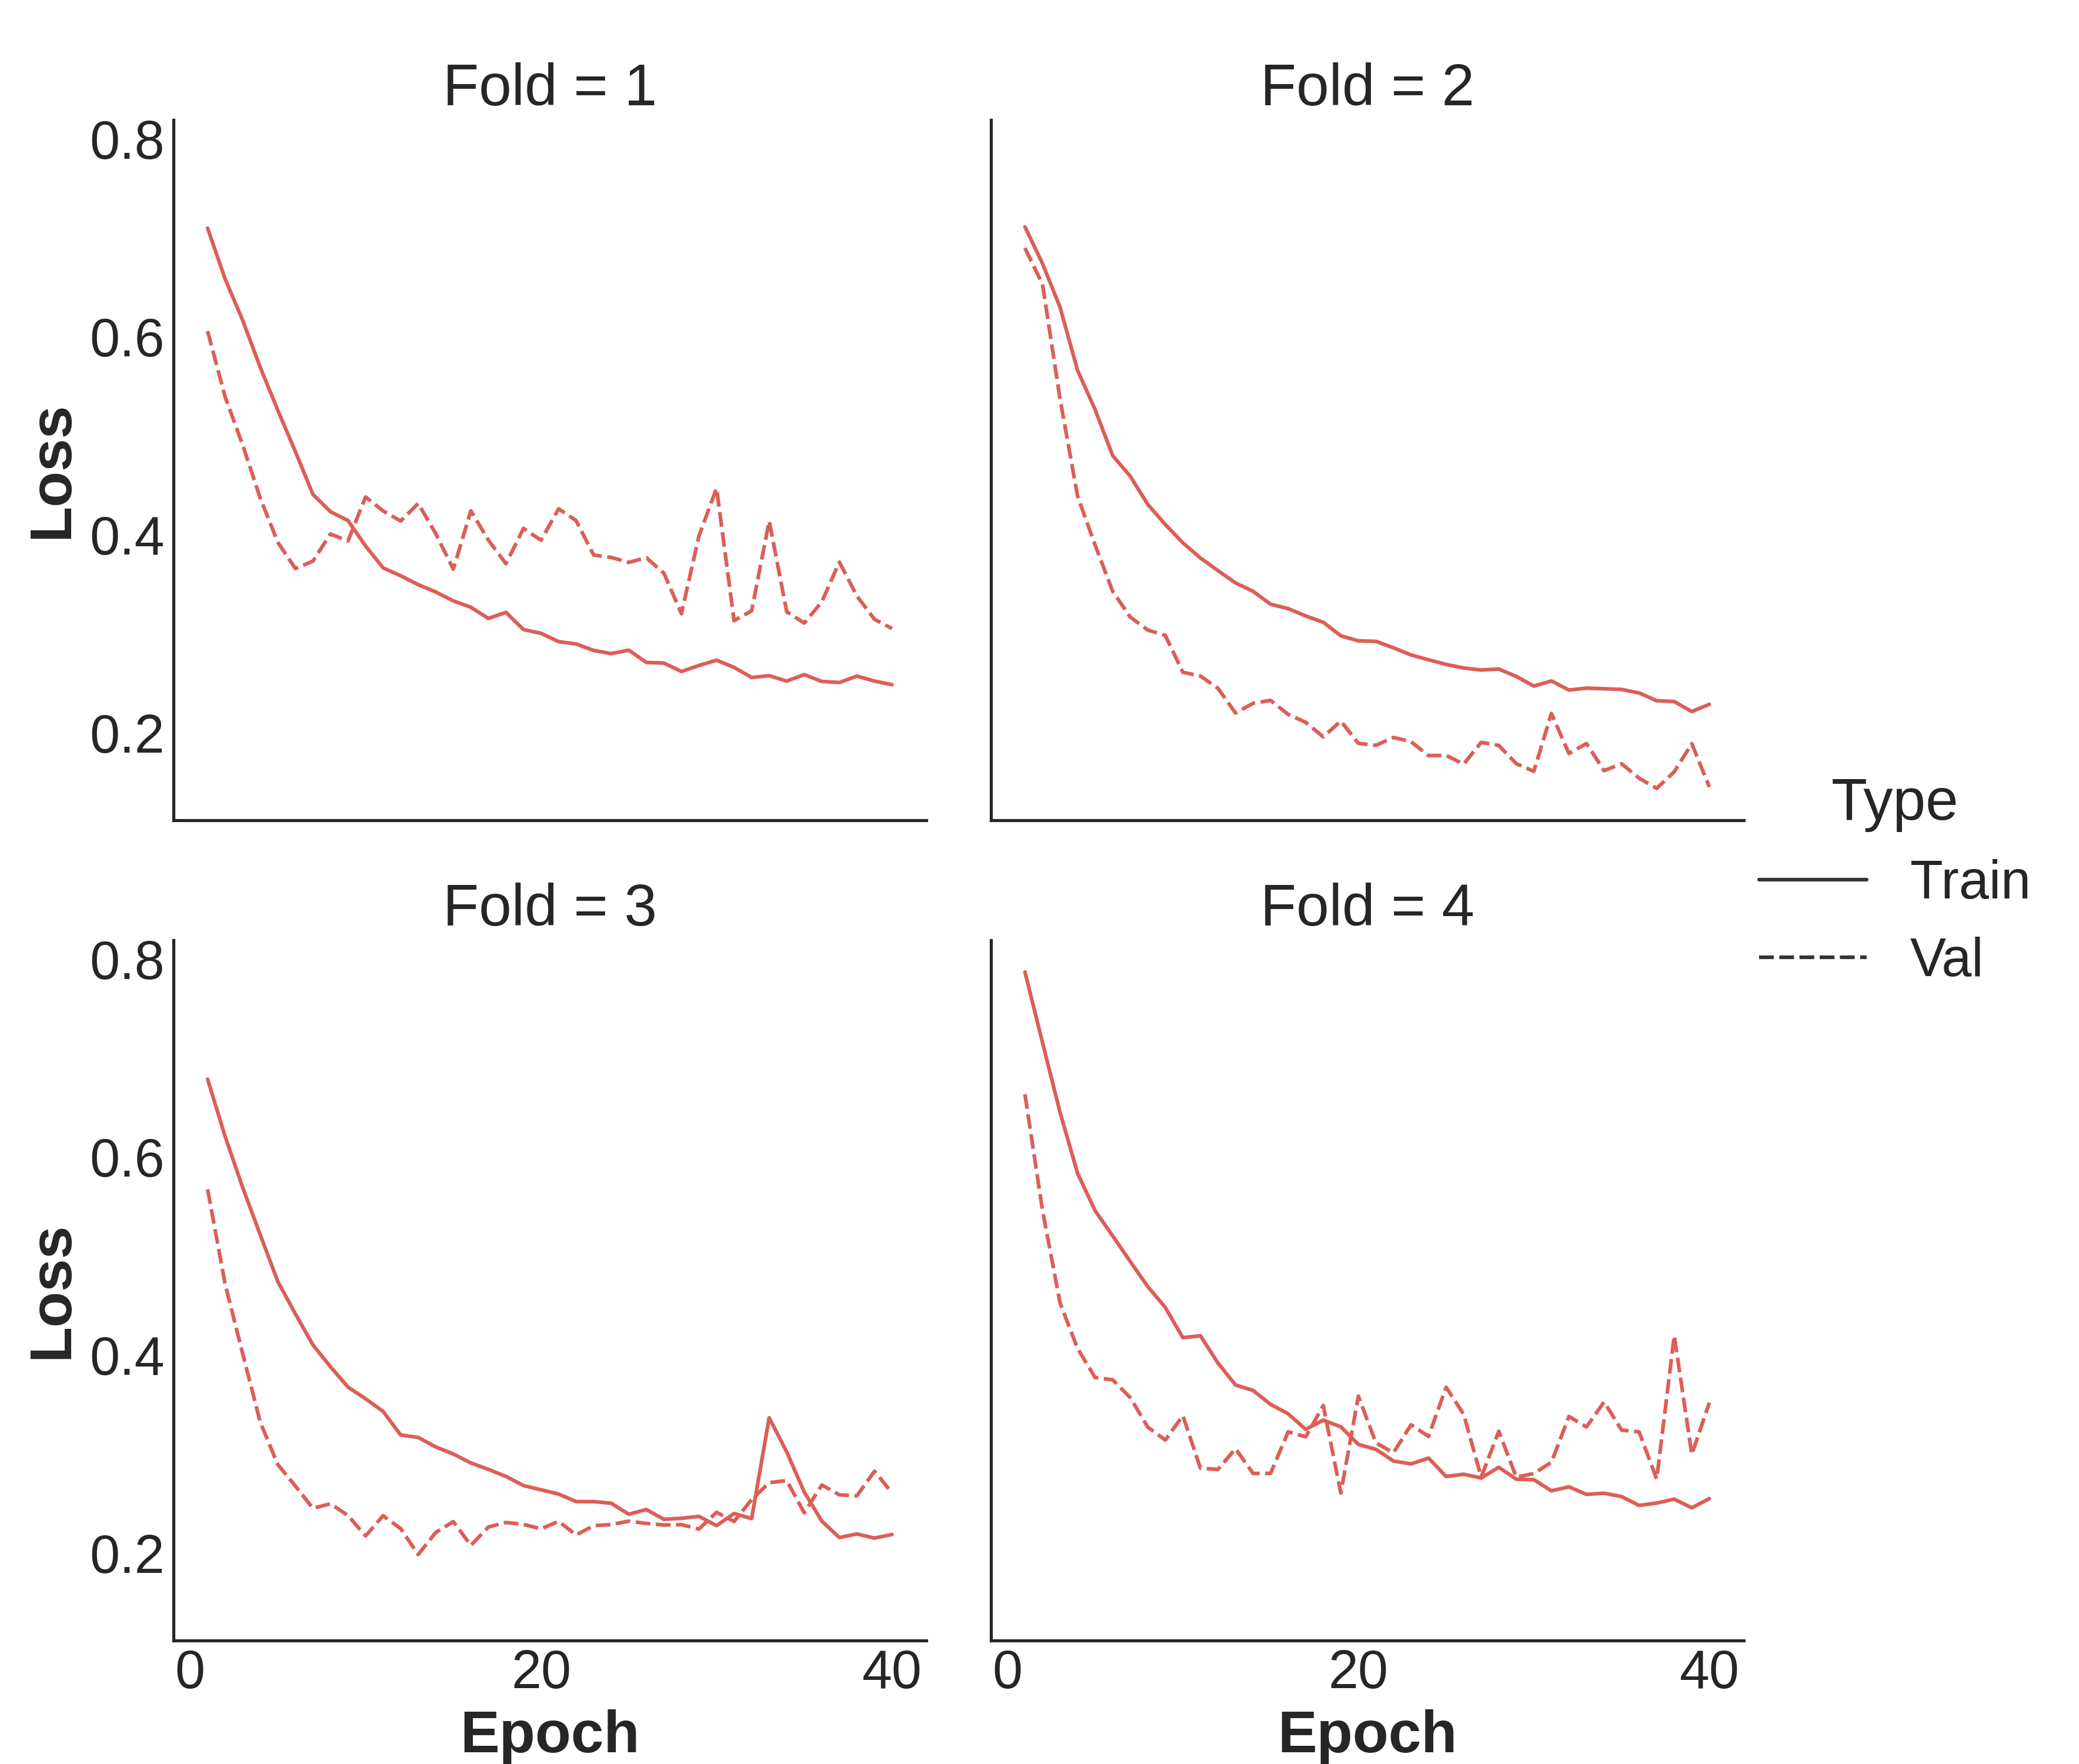 Fold = 1
Fold = 2
0.8
0.6
0.4
0.2
Loss
Type
Train
Val
Fold = 3
Fold = 4
0.8
0.6
0.4
0.2
Loss
0 20 40
0 20 40
Epoch
Epoch